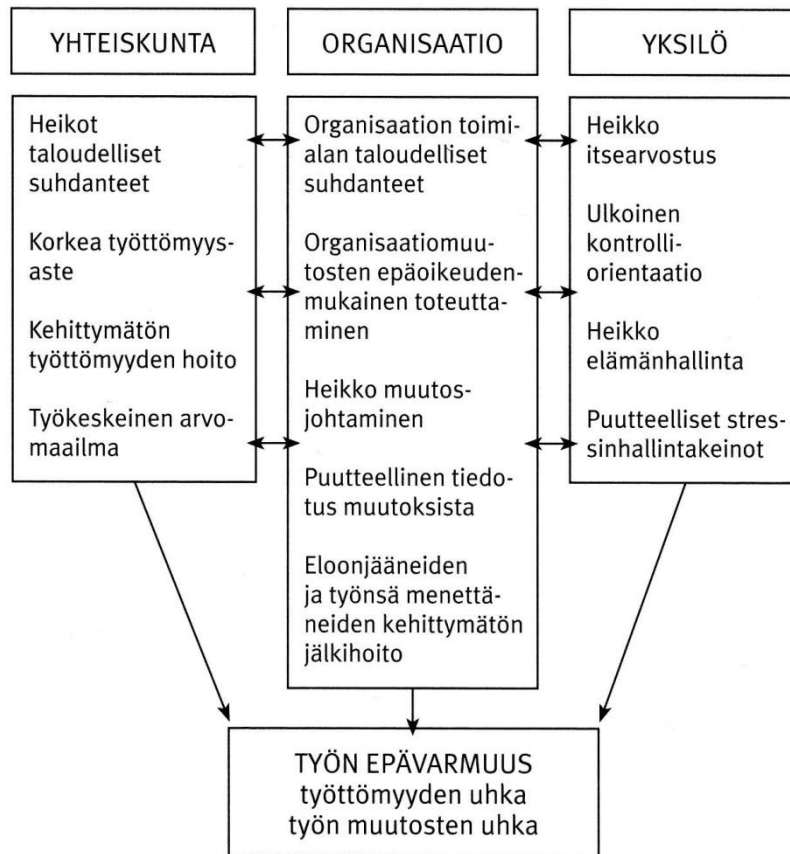 YHTEISKUNTA
ORGANISAATIO
YKSILÖ
Heikot
taloudelliset
suhdanteet
Korkea työttömyys-
aste
Kehittymätön
työttömyyden hoito
Työkeskeinen arvo-
maailma
Organisaation toimi-
alan taloudelliset
suhdanteet
Organisaatiomuu-
tosten epäoikeuden-
mukainen toteutta-
minen
Heikko muutos-
johtaminen
Puutteellinen tiedo-
tus muutoksista
Eloonjääneiden
ja työnsä menettä-
neiden kehittymätön
jälkihoito
Heikko
itsearvostus
Ulkoinen
kontrolli-
orientaatio
Heikko
elämänhallinta
Puutteelliset stres-
sinhallintakeinot
TYÖN EPÄVARMUUS
työttömyyden uhka
työn muutosten uhka